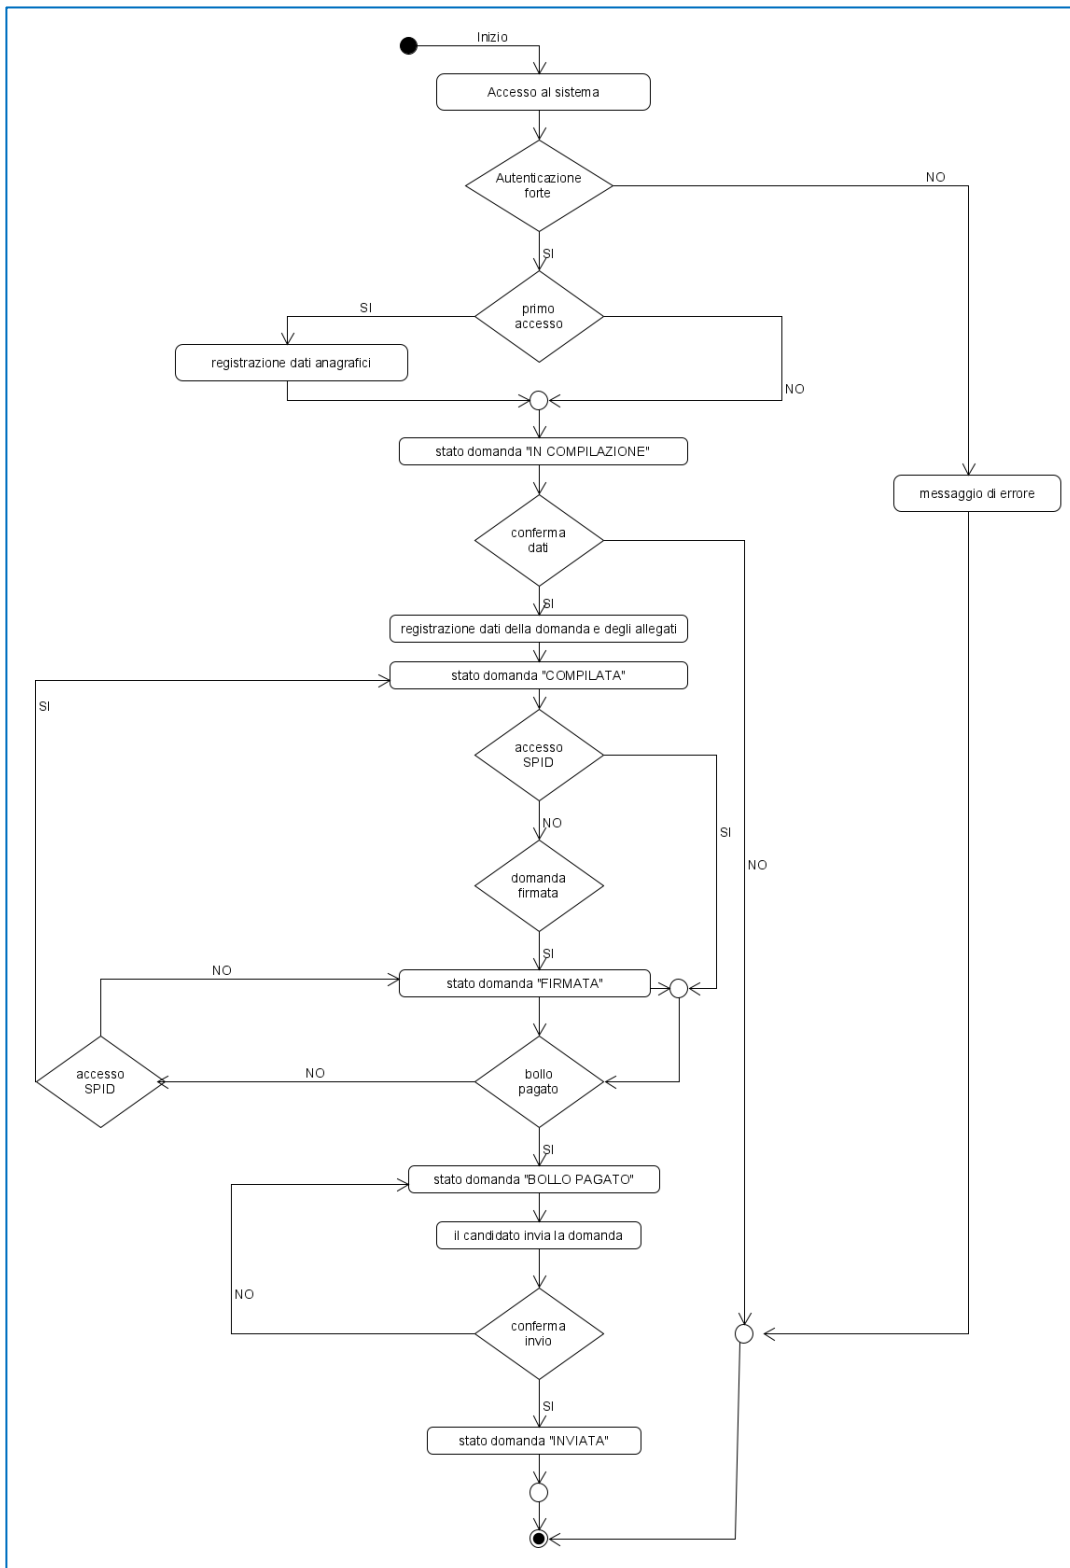 Inizio
Accesso al sistema
Autenticazione
forte
NO
SI
primo
accesso
SI
registrazione dati anagrafici
NO
stato domanda "IN COMPILAZIONE"
messaggio di errore
conferma
dati
SI
registrazione dati della domanda e degli allegati
stato domanda "COMPILATA"
SI
accesso
SPID
NO
SI
NO
domanda
firmata
SI
NO
stato domanda "FIRMATA"
accesso
SPID
NO
bollo
pagato
SI
stato domanda "BOLLO PAGATO"
il candidato invia la domanda
NO
conferma
invio
SI
stato domanda "INVIATA"